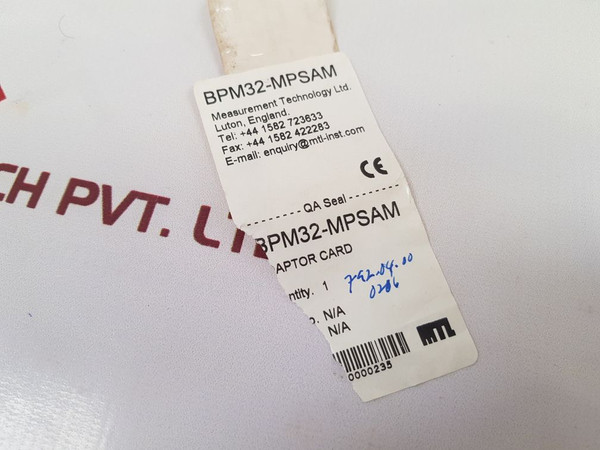 BPM32-MPSAM
Measurement Technology Ltd.
Luton, England.
Tel: +44 1582 723633
Fax: +44 1582 422283
E-mail: enquiry@mtl-inst.com
CE
QA Seal
BPM32-MPSAM
APTOR CARD
ntity. 1
o. N/A
N/A
0000235
MTL
CH PVT. LTD